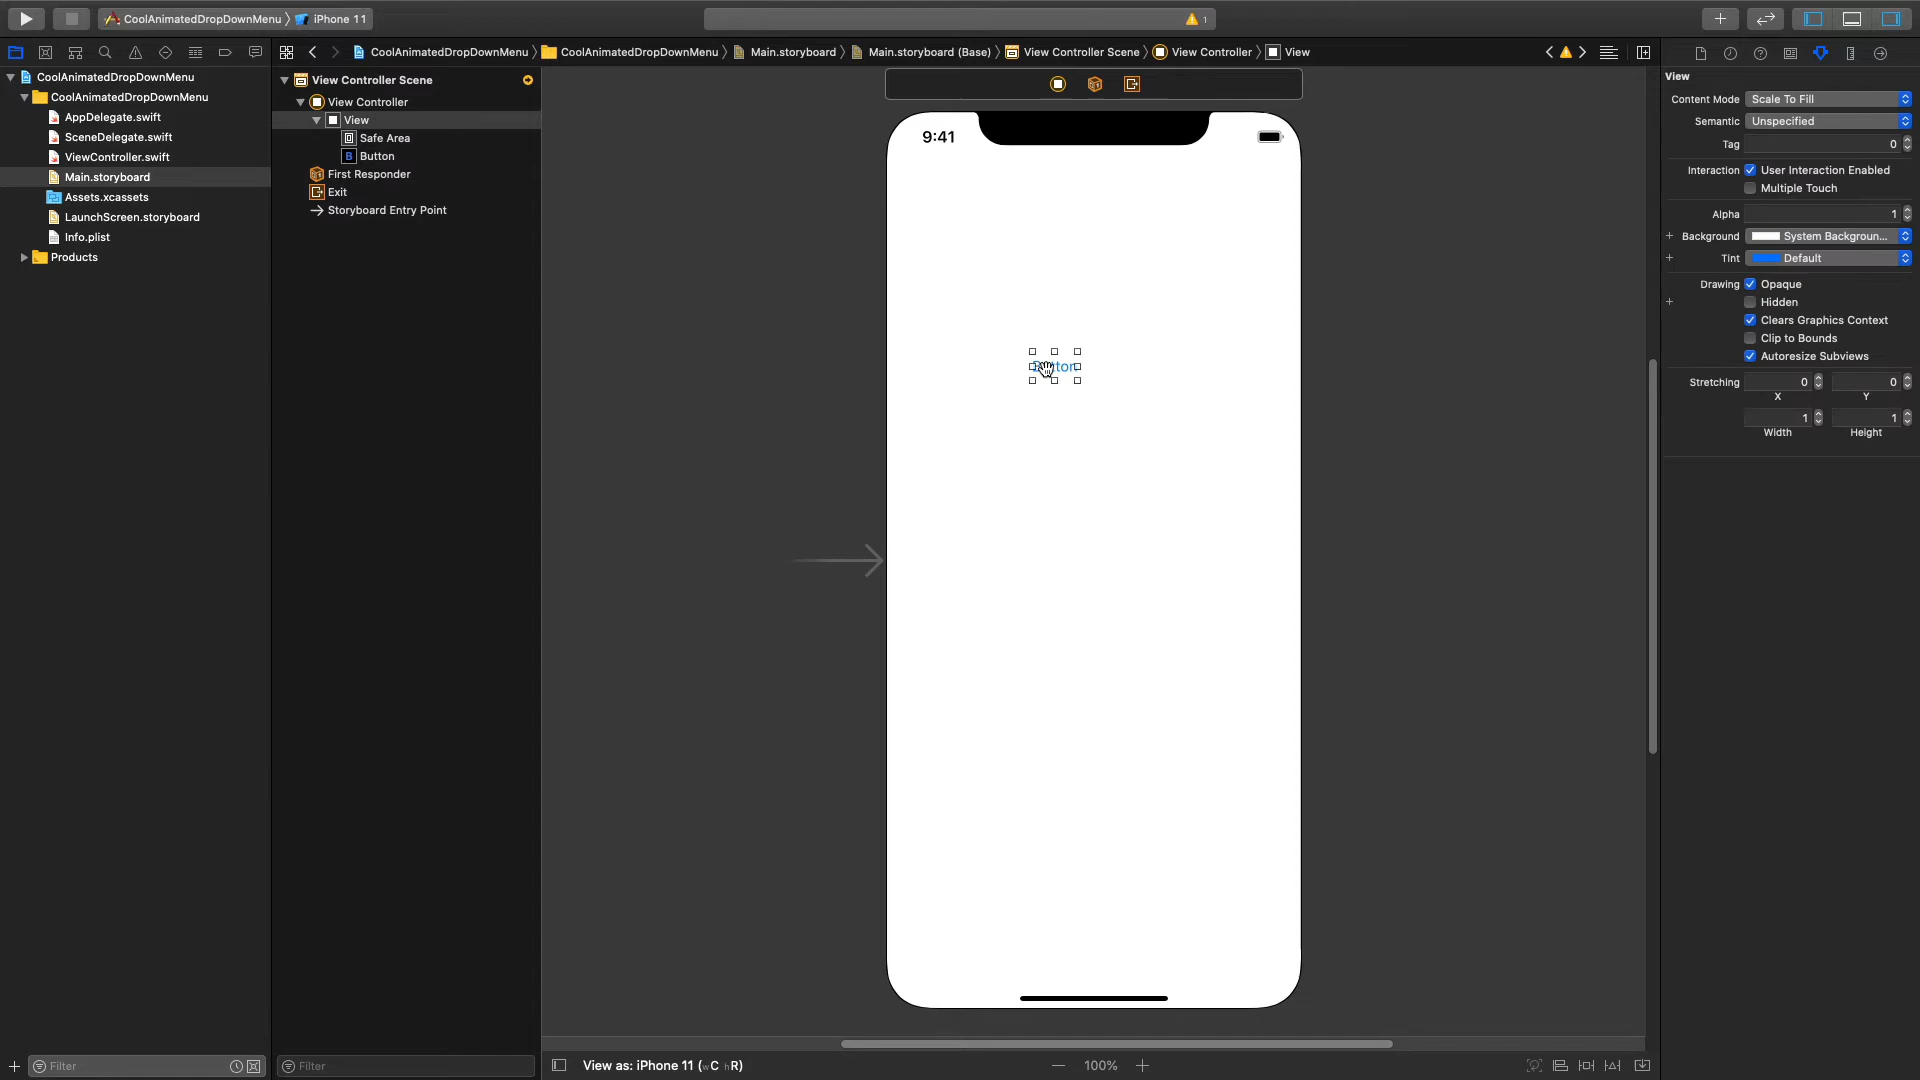 CoolAnimatedDropDownMenu iPhone 11
1
CoolAnimatedDropDownMenu CoolAnimatedDropDownMenu Main.storyboard Main.storyboard (Base) View Controller Scene View Controller View
CoolAnimatedDropDownMenu
CoolAnimatedDropDownMenu
AppDelegate.swift
SceneDelegate.swift
ViewController.swift
Main.storyboard
Assets.xcassets
LaunchScreen.storyboard
Info.plist
Products
Filter
View Controller Scene
View Controller
View
Safe Area
B Button
First Responder
Exit
Storyboard Entry Point
Filter
9:41
View as: iPhone 11 (wC hR)
100%
View
Content Mode Scale To Fill
Semantic Unspecified
Tag 0
Interaction User Interaction Enabled
Multiple Touch
Alpha 1
Background System Backgroun...
Tint Default
Drawing Opaque
Hidden
Clears Graphics Context
Clip to Bounds
Autoresize Subviews
Stretching 0 0
X Y
1 1
Width Height